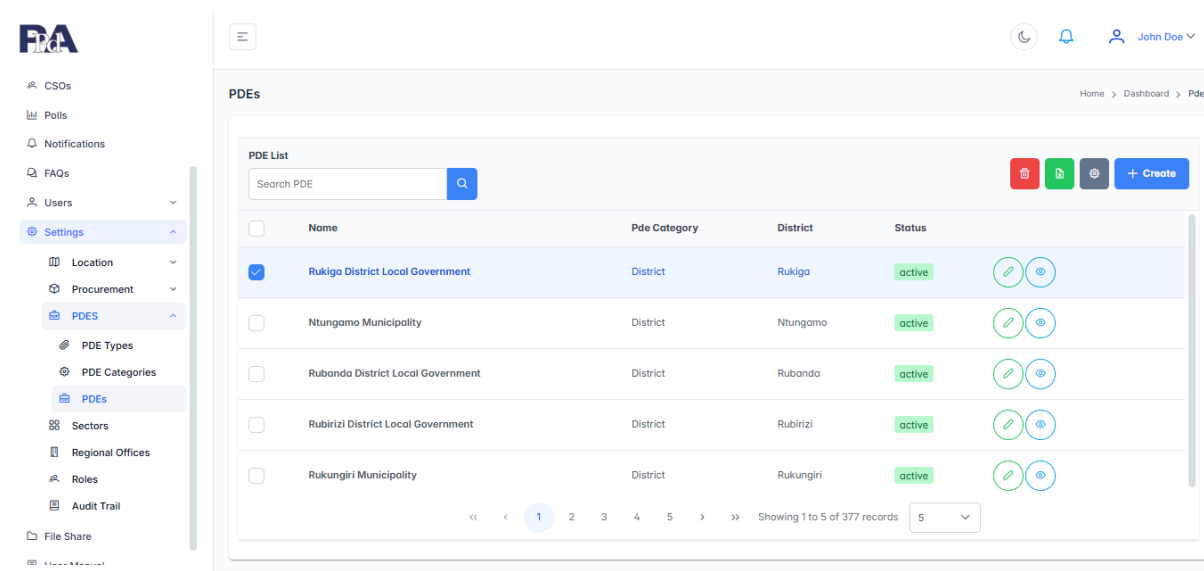 PPdA
John Doe
CSOs
Polls
Notifications
FAQs
Users
Settings
Location
Procurement
PDES
PDE Types
PDE Categories
PDEs
Sectors
Regional Offices
Roles
Audit Trail
File Share
User Manual
PDEs
Home > Dashboard > Pde
PDE List
Search PDE
+ Create
Name Pde Category District Status
Rukiga District Local Government District Rukiga active
Ntungamo Municipality District Ntungamo active
Rubanda District Local Government District Rubanda active
Rubirizi District Local Government District Rubirizi active
Rukungiri Municipality District Rukungiri active
<< < 1 2 3 4 5 > >> Showing 1 to 5 of 377 records 5